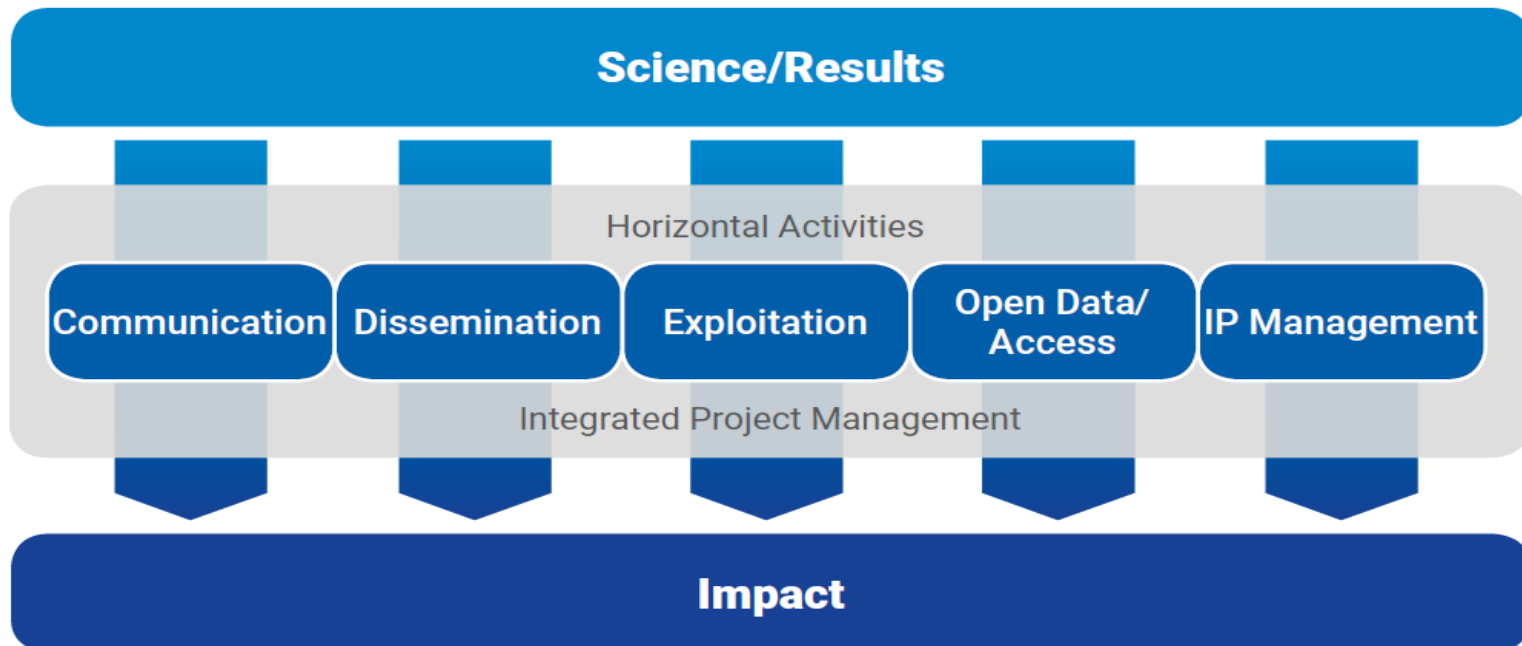 Science/Results
Horizontal Activities
Communication
Dissemination
Exploitation
Open Data/
Access
IP Management
Integrated Project Management
Impact